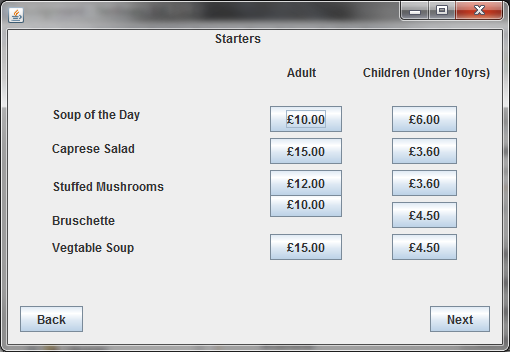 Starters
Adult Children (Under 10yrs)
Soup of the Day £10.00 £6.00
Caprese Salad £15.00 £3.60
Stuffed Mushrooms £12.00 £3.60
Bruschette £10.00 £4.50
Vegtable Soup £15.00 £4.50
Back Next